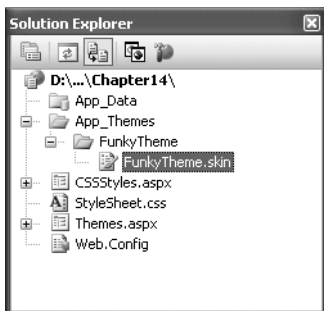 Solution Explorer
D:\...\Chapter14\
App_Data
App_Themes
FunkyTheme
FunkyTheme.skin
CSSStyles.aspx
StyleSheet.css
Themes.aspx
Web.Config